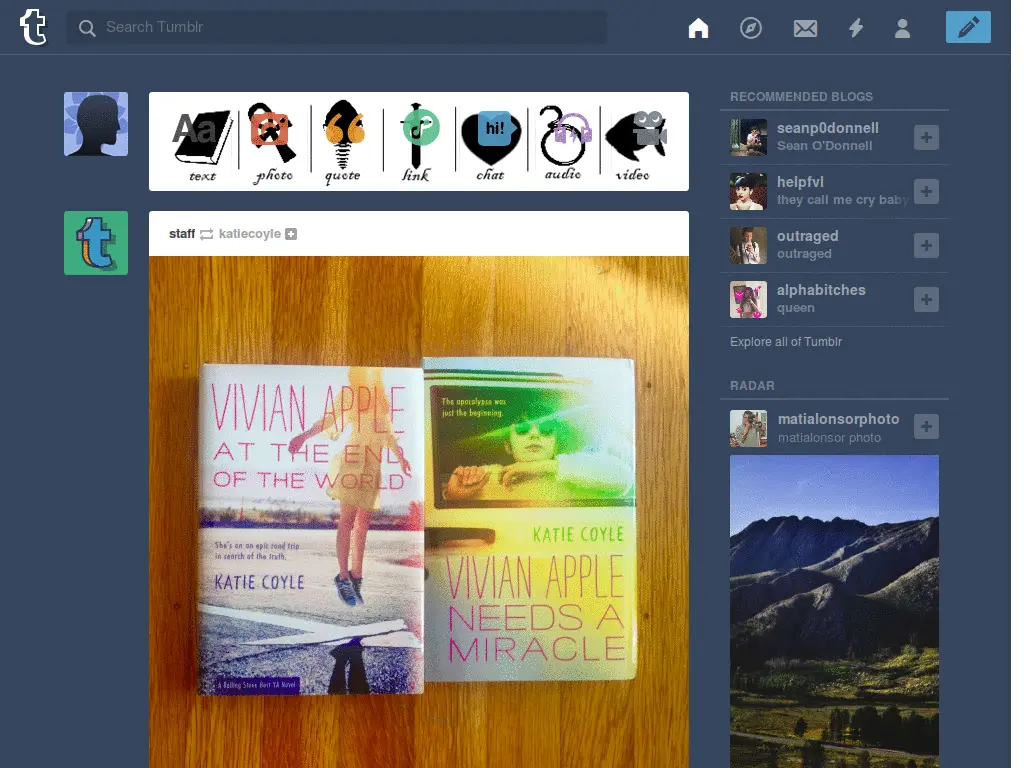 Search Tumblr
Aa
hi!
text photo quote link chat audio video
staff katiecoyle
VIVIAN APPLE
AT THE END
OF THE WORLD
She's on an epic road trip
in search of the truth.
KATIE COYLE
A Rolling Stone Best YA Novel
The apocalypse was
just the beginning.
KATIE COYLE
VIVIAN APPLE
NEEDS A
MIRACLE
RECOMMENDED BLOGS
seanp0donnell
Sean O'Donnell
helpfvl
they call me cry baby
outraged
outraged
alphabitches
queen
Explore all of Tumblr
RADAR
matialonsorphoto
matialonsor photo